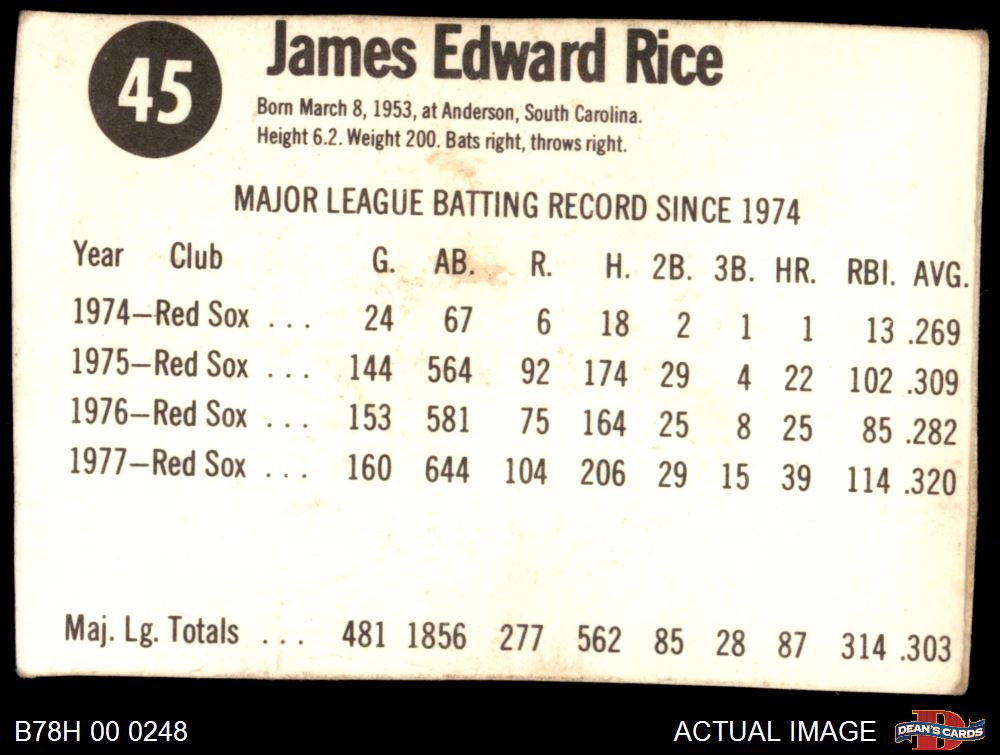 45
James Edward Rice
Born March 8, 1953, at Anderson, South Carolina.
Height 6.2. Weight 200. Bats right, throws right.
MAJOR LEAGUE BATTING RECORD SINCE 1974
Year Club G. AB. R. H. 2B. 3B. HR. RBI. AVG.
1974—Red Sox ... 24 67 6 18 2 1 1 13 .269
1975—Red Sox ... 144 564 92 174 29 4 22 102 .309
1976—Red Sox ... 153 581 75 164 25 8 25 85 .282
1977—Red Sox ... 160 644 104 206 29 15 39 114 .320
Maj. Lg. Totals ... 481 1856 277 562 85 28 87 314 .303
B78H 00 0248
ACTUAL IMAGE
D
DEAN'S CARDS